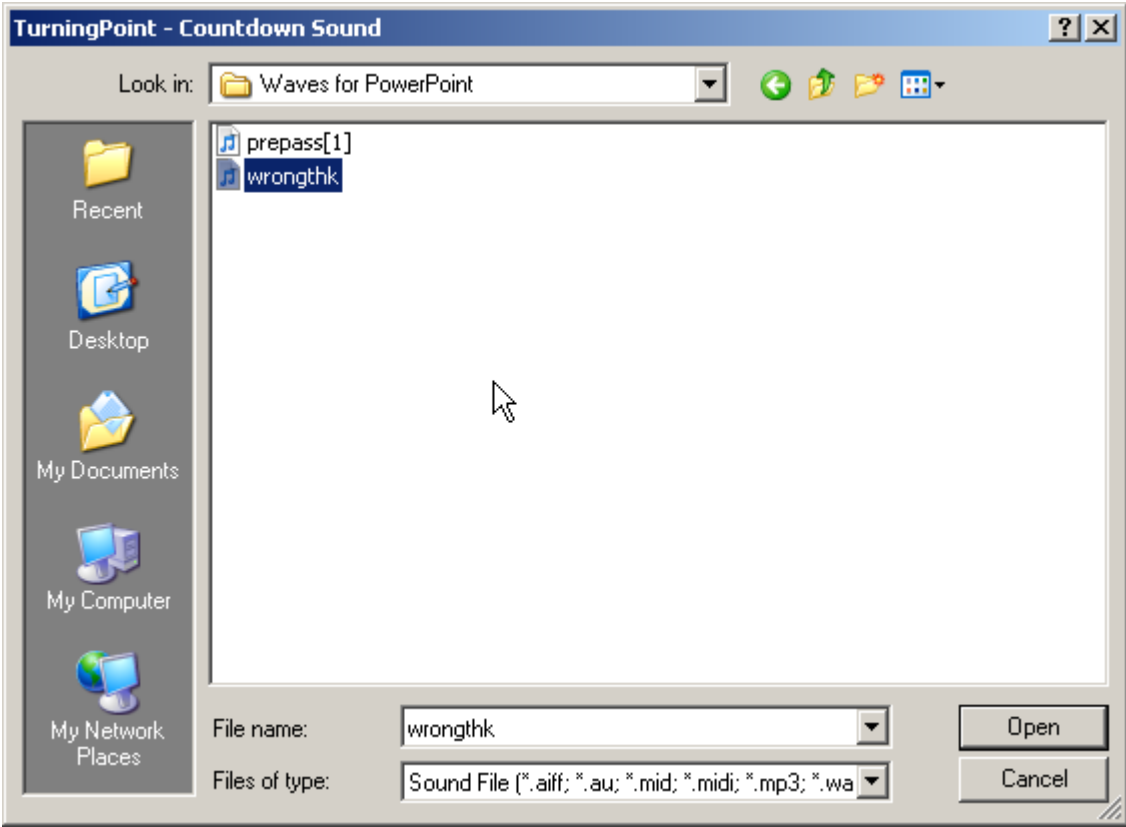 TurningPoint - Countdown Sound
Look in: Waves for PowerPoint
prepass[1]
wrongthk
Recent
Desktop
My Documents
My Computer
My Network
Places
File name: wrongthk Open
Files of type: Sound File (*.aiff; *.au; *.mid; *.midi; *.mp3; *.wa Cancel